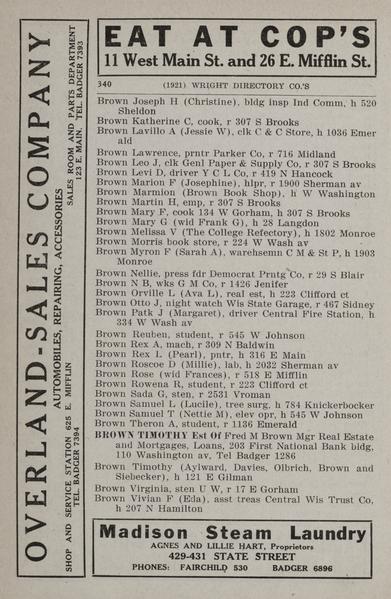 OVERLAND-SALES COMPANY
AUTOMOBILES, REPAIRING, ACCESSORIES
SHOP AND SERVICE STATION 625 E. MIFFLIN
TEL. BADGER 7394
SALES ROOM AND PARTS DEPARTMENT
123 E. MAIN, TEL. BADGER 7393
EAT AT COP'S
11 West Main St. and 26 E. Mifflin St.
340 (1921) WRIGHT DIRECTORY CO.'S
Brown Joseph H (Christine), bldg insp Ind Comm, h 520
Sheldon
Brown Katherine C, cook, r 307 S Brooks
Brown Lavillo A (Jessie W), clk C & C Store, h 1036 Emer
ald
Brown Lawrence, prntr Parker Co, r 716 Midland
Brown Leo J, clk Genl Paper & Supply Co, r 307 S Brooks
Brown Levi D, driver Y C L Co, r 419 N Hancock
Brown Marion F (Josephine), hlpr, r 1900 Sherman av
Brown Marmion (Brown Book Shop), h W Washington
Brown Martin H, emp, r 307 S Brooks
Brown Mary F, cook 134 W Gorham, h 307 S Brooks
Brown Mary G (wid Frank G), h 28 Langdon
Brown Melissa V (The College Refectory), h 1802 Monroe
Brown Morris book store, r 224 W Wash av
Brown Myron F (Sarah A), warehsemn C M & St P, h 1903
Monroe
Brown Nellie, press fdr Democrat Prntg Co, r 29 S Blair
Brown N B, wks G M Co, r 1426 Jenifer
Brown Orville L (Ava L), real est, h 223 Clifford ct
Brown Otto J, night watch Wis State Garage, r 467 Sidney
Brown Patk J (Margaret), driver Central Fire Station, h
334 W Wash av
Brown Reuben, student, r 545 W Johnson
Brown Rex A, mach, r 309 N Baldwin
Brown Rex L (Pearl), pntr, h 316 E Main
Brown Roscoe D (Millie), lab, h 2032 Sherman av
Brown Rose (wid Frances), r 518 E Mifflin
Brown Rowena R, student, r 223 Clifford ct
Brown Sada G, sten, r 2531 Vroman
Brown Samuel L (Lucile), tree surg, h 784 Knickerbocker
Brown Samuel T (Nettie M), elev opr, h 545 W Johnson
Brown Theron A, student, r 1136 Emerald
BROWN TIMOTHY Est Of Fred M Brown Mgr Real Estate
and Mortgages, Loans, 203 First National Bank bldg,
110 Washington av, Tel Badger 1286
Brown Timothy (Aylward, Davies, Olbrich, Brown and
Siebecker), h 121 E Gilman
Brown Virginia, sten U W, r 17 E Gorham
Brown Vivian F (Eda), asst treas Central Wis Trust Co,
h 207 N Hamilton
Madison Steam Laundry
AGNES AND LILLIE HART, Proprietors
429-431 STATE STREET
PHONES: FAIRCHILD 530 BADGER 6896